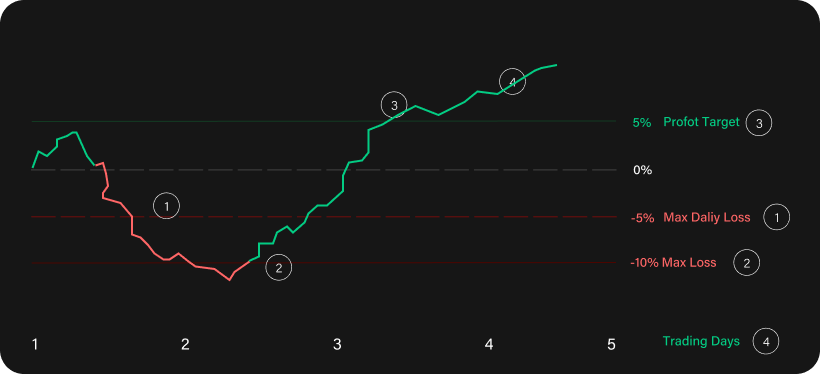 4
3
5% Profot Target 3
0%
1
-5% Max Daliy Loss 1
2
-10% Max Loss 2
1 2 3 4 5 Trading Days 4